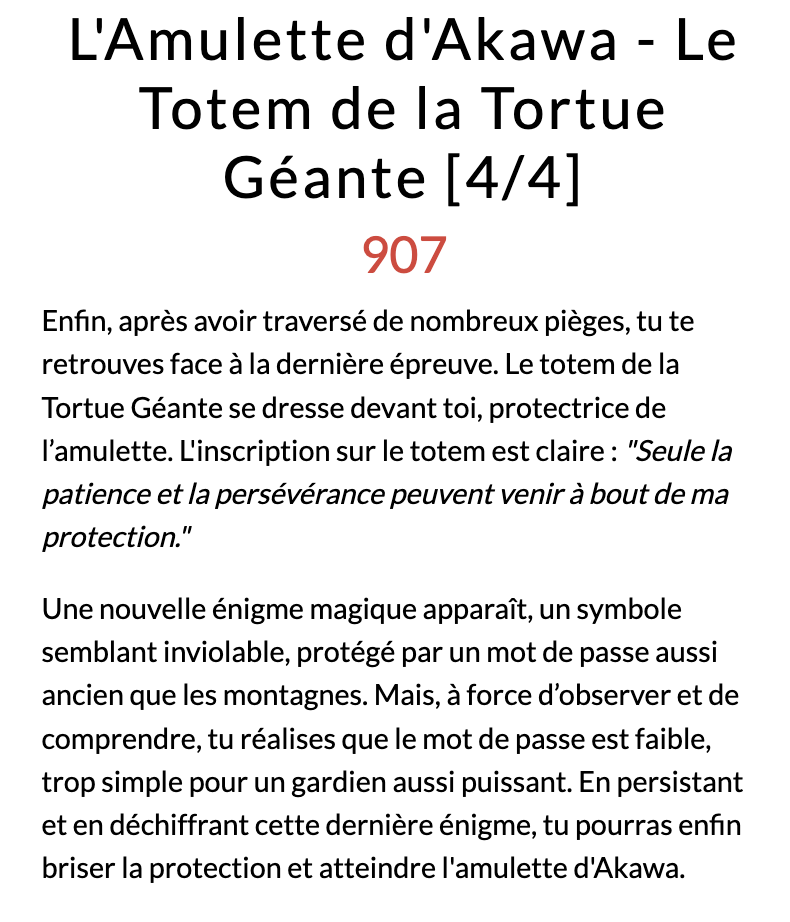 L'Amulette d'Akawa - Le
Totem de la Tortue
Géante [4/4]
907
Enfin, après avoir traversé de nombreux pièges, tu te
retrouves face à la dernière épreuve. Le totem de la
Tortue Géante se dresse devant toi, protectrice de
l’amulette. L'inscription sur le totem est claire : "Seule la
patience et la persévérance peuvent venir à bout de ma
protection."
Une nouvelle énigme magique apparaît, un symbole
semblant inviolable, protégé par un mot de passe aussi
ancien que les montagnes. Mais, à force d’observer et de
comprendre, tu réalises que le mot de passe est faible,
trop simple pour un gardien aussi puissant. En persistant
et en déchiffrant cette dernière énigme, tu pourras enfin
briser la protection et atteindre l'amulette d'Akawa.